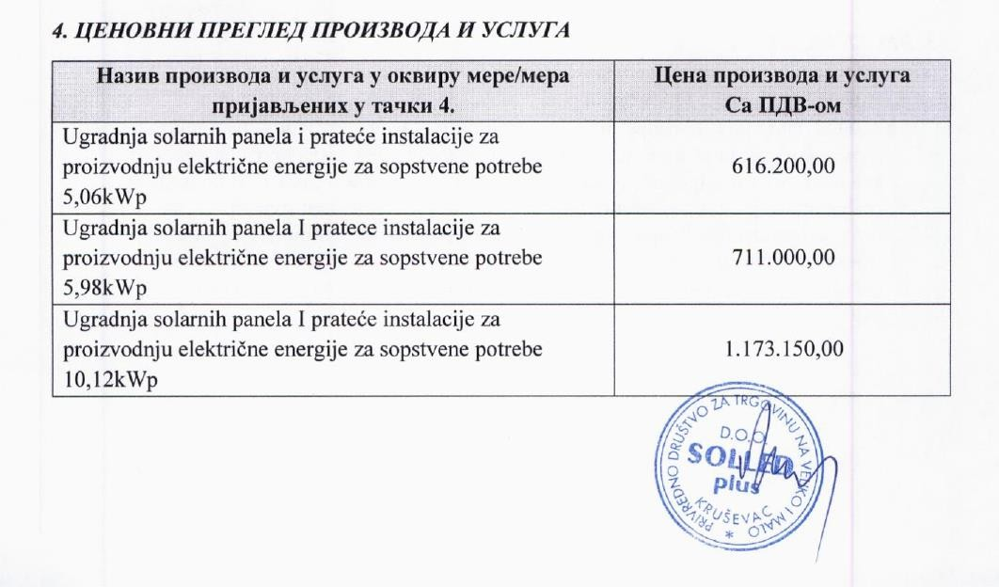 4. ЦЕНОВНИ ПРЕГЛЕД ПРОИЗВОДА И УСЛУГА
Назив производа и услуга у оквиру мере/мера
пријављених у тачки 4.
Цена производа и услуга
Са ПДВ-ом
Ugradnja solarnih panela i prateće instalacije za
proizvodnju električne energije za sopstvene potrebe
5,06kWp
616.200,00
Ugradnja solarnih panela I pratece instalacije za
proizvodnju električne energije za sopstvene potrebe
5,98kWp
711.000,00
Ugradnja solarnih panela I prateće instalacije za
proizvodnju električne energije za sopstvene potrebe
10,12kWp
1.173.150,00
PRIVREDNO DRUŠTVO ZA TRGOVINU NA VELIKO I MALO
D.O.O.
SOLLED
plus
KRUŠEVAC
*